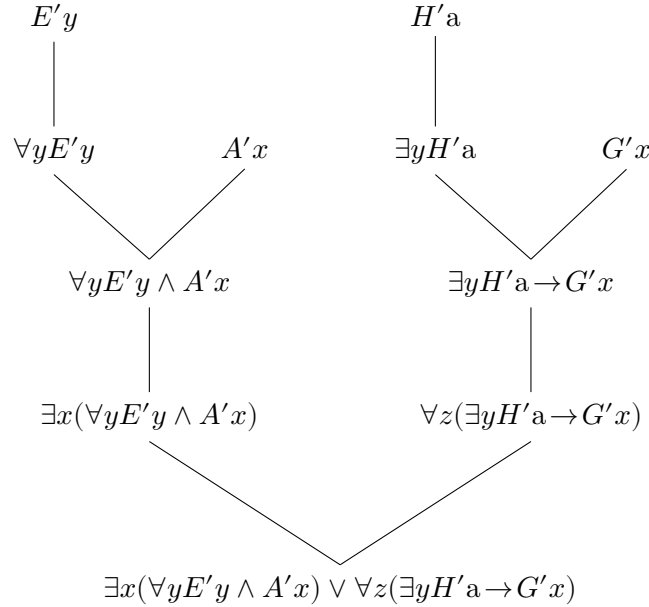 E′y H′a
∀yE′y A′x ∃yH′a G′x
∀yE′y ∧ A′x ∃yH′a→G′x
∃x(∀yE′y ∧ A′x) ∀z(∃yH′a→G′x)
∃x(∀yE′y ∧ A′x) ∨ ∀z(∃yH′a→G′x)